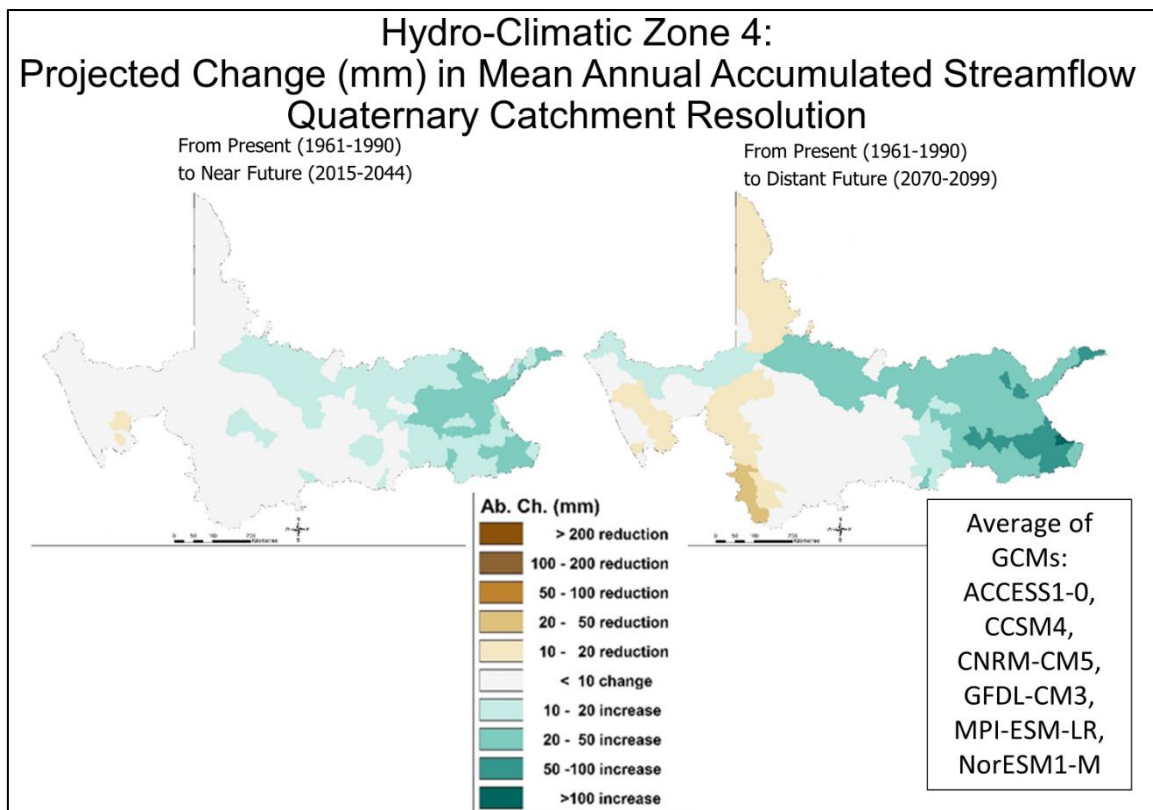 Hydro-Climatic Zone 4:
Projected Change (mm) in Mean Annual Accumulated Streamflow
Quaternary Catchment Resolution
From Present (1961-1990)
to Near Future (2015-2044)
From Present (1961-1990)
to Distant Future (2070-2099)
Ab. Ch. (mm)
> 200 reduction
100 - 200 reduction
50 - 100 reduction
20 - 50 reduction
10 - 20 reduction
< 10 change
10 - 20 increase
20 - 50 increase
50 -100 increase
>100 increase
Average of
GCMs:
ACCESS1-0,
CCSM4,
CNRM-CM5,
GFDL-CM3,
MPI-ESM-LR,
NorESM1-M